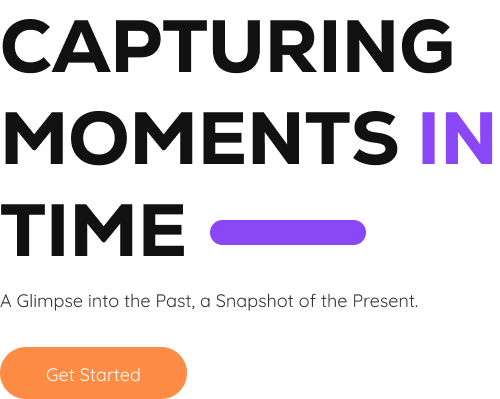 CAPTURING
MOMENTS IN
TIME
A Glimpse into the Past, a Snapshot of the Present.
Get Started